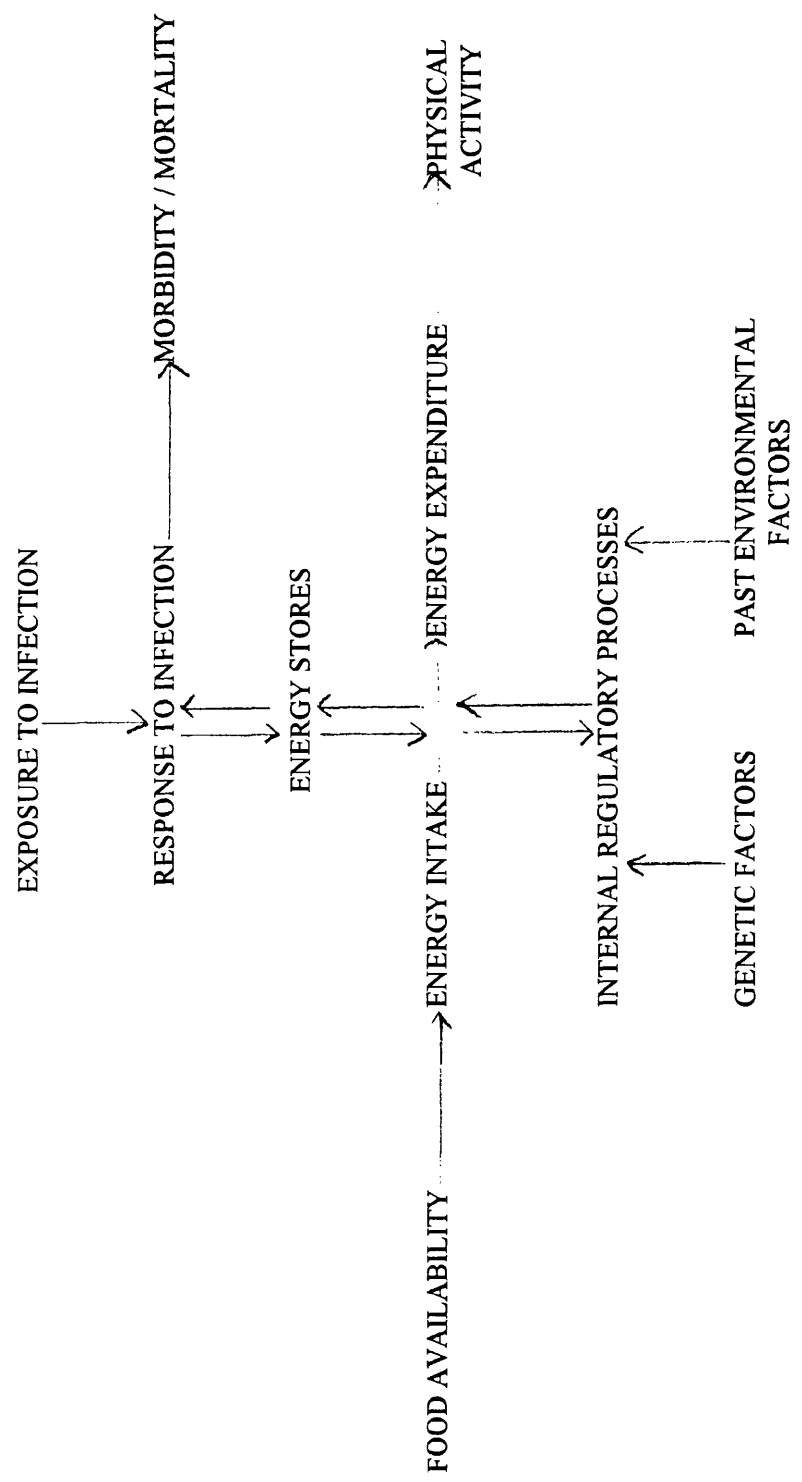 EXPOSURE TO INFECTION
RESPONSE TO INFECTION
MORBIDITY / MORTALITY
ENERGY STORES
FOOD AVAILABILITY
ENERGY INTAKE
ENERGY EXPENDITURE
PHYSICAL
ACTIVITY
INTERNAL REGULATORY PROCESSES
GENETIC FACTORS
PAST ENVIRONMENTAL
FACTORS